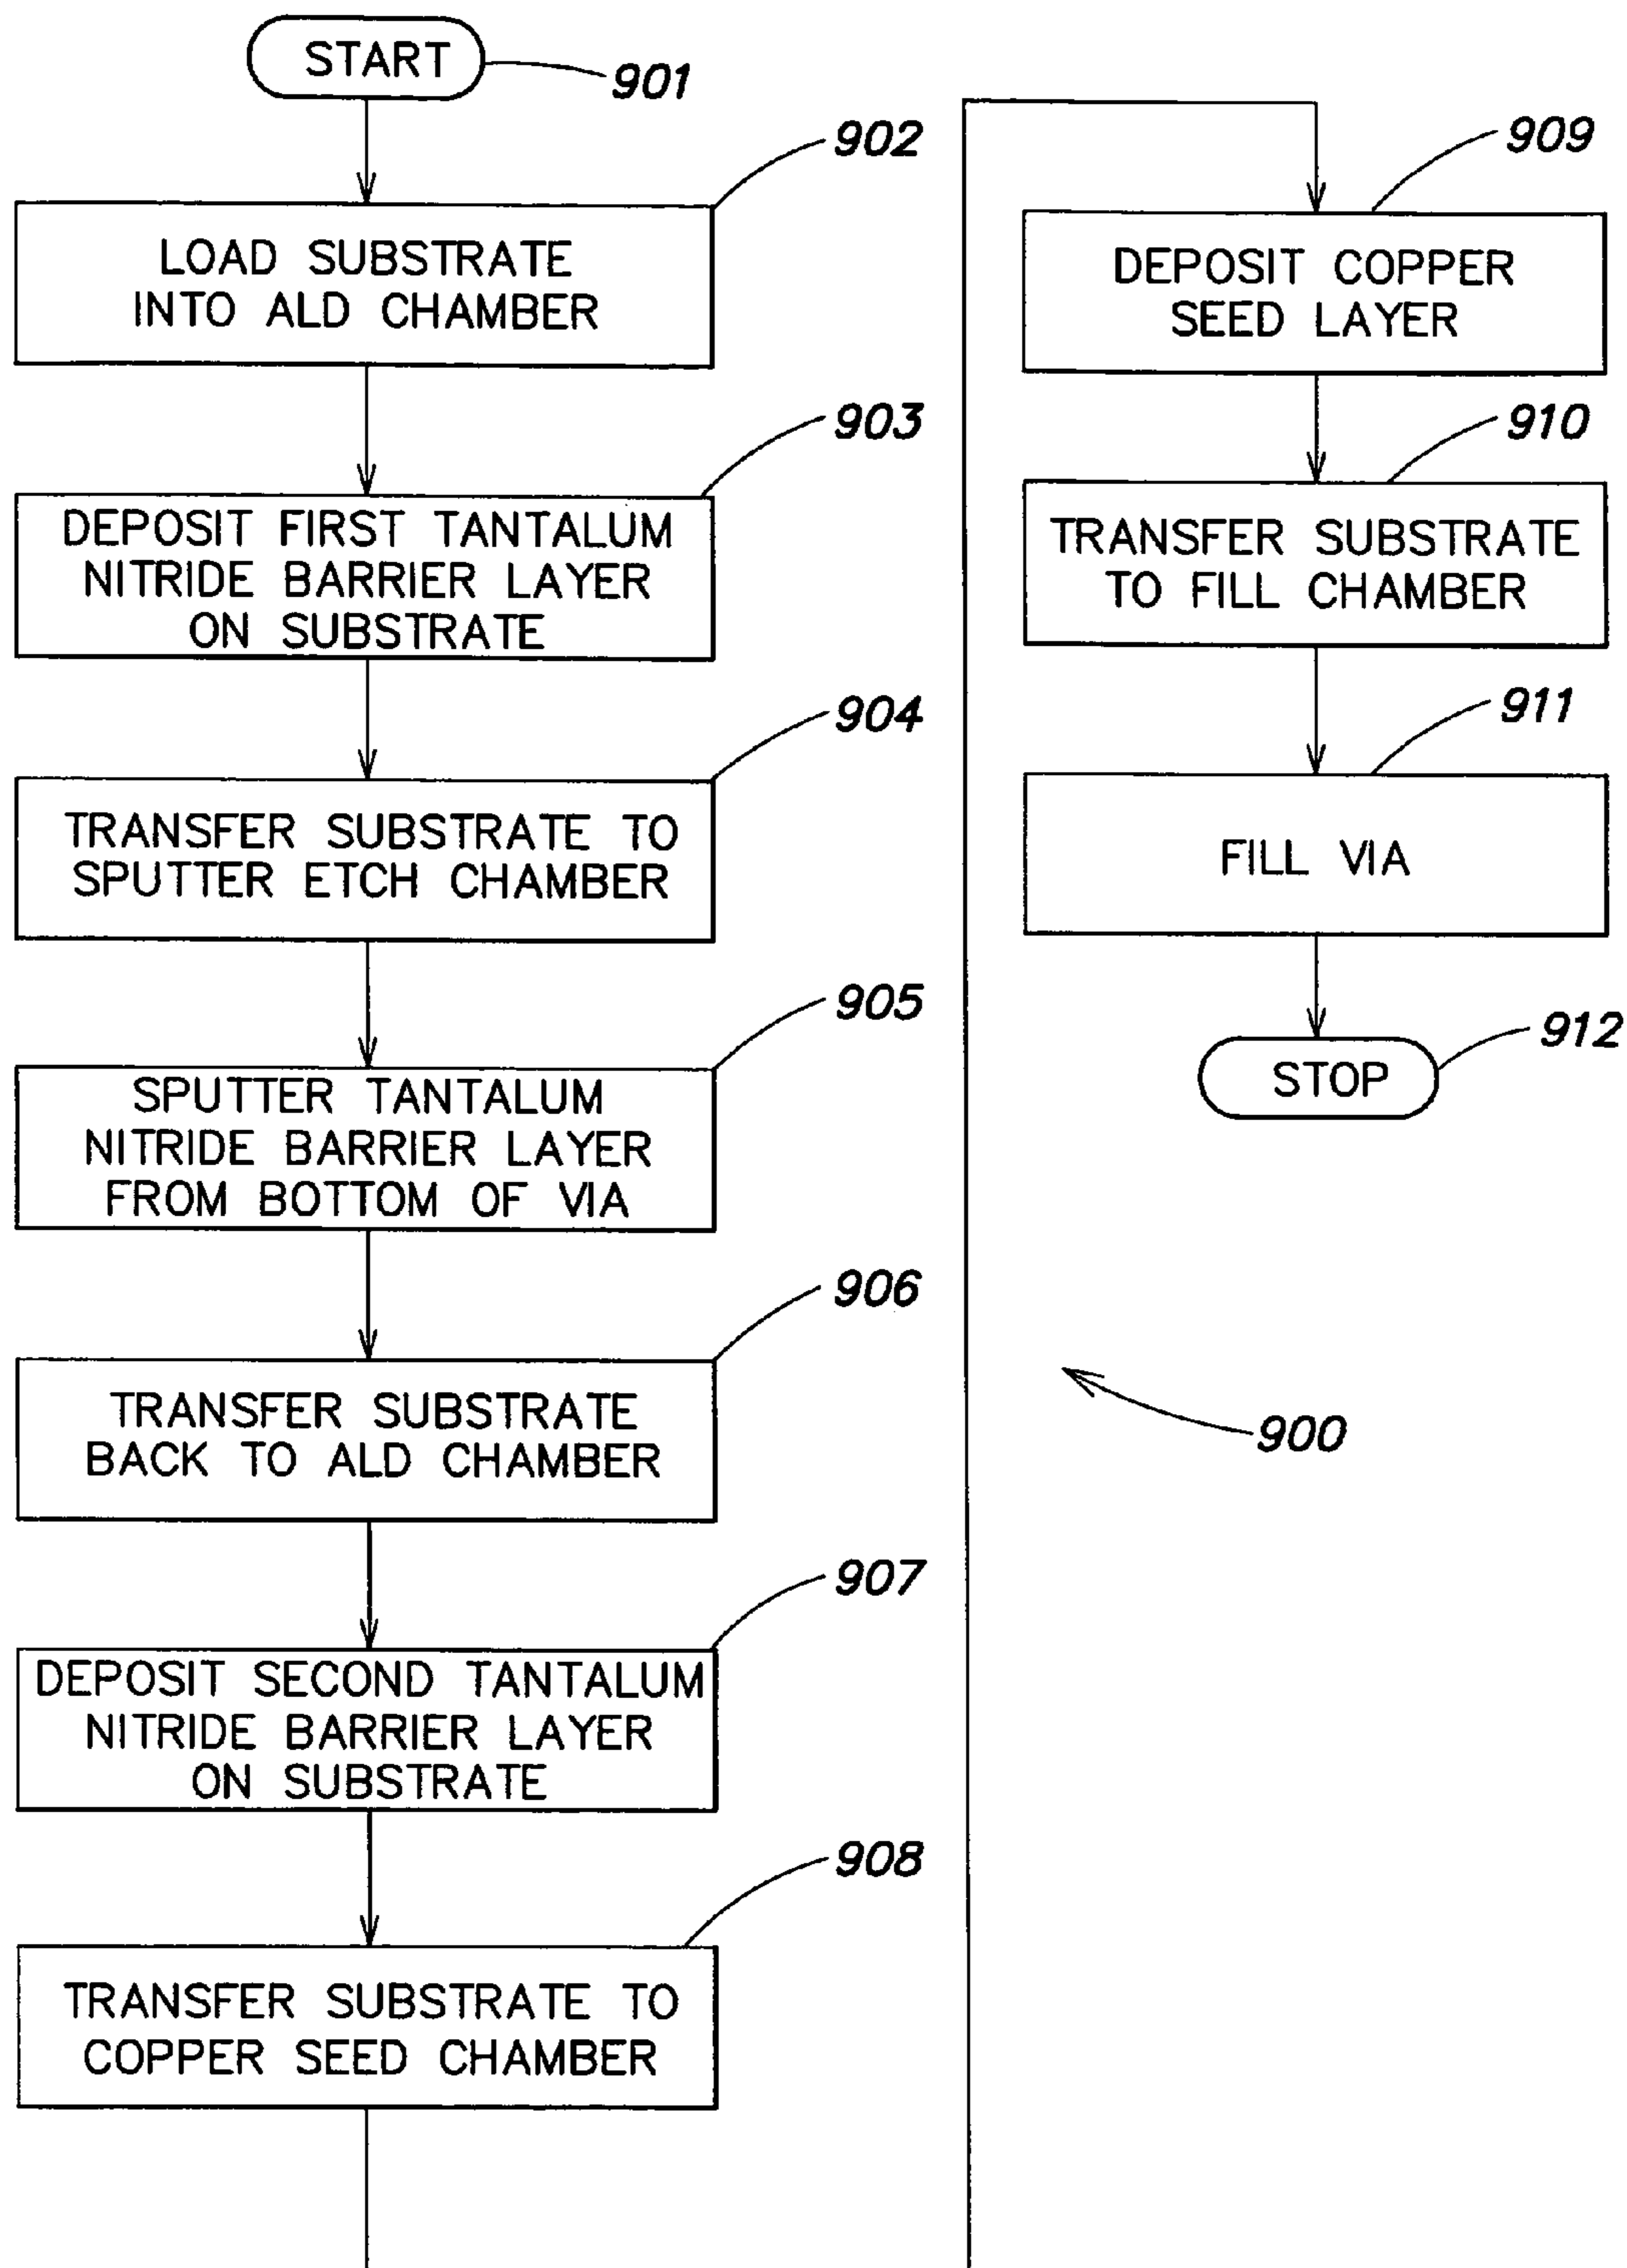 START
901
902
LOAD SUBSTRATE
INTO ALD CHAMBER
903
DEPOSIT FIRST TANTALUM
NITRIDE BARRIER LAYER
ON SUBSTRATE
904
TRANSFER SUBSTRATE TO
SPUTTER ETCH CHAMBER
905
SPUTTER TANTALUM
NITRIDE BARRIER LAYER
FROM BOTTOM OF VIA
906
TRANSFER SUBSTRATE
BACK TO ALD CHAMBER
907
DEPOSIT SECOND TANTALUM
NITRIDE BARRIER LAYER
ON SUBSTRATE
908
TRANSFER SUBSTRATE TO
COPPER SEED CHAMBER
909
DEPOSIT COPPER
SEED LAYER
910
TRANSFER SUBSTRATE
TO FILL CHAMBER
911
FILL VIA
STOP
912
900